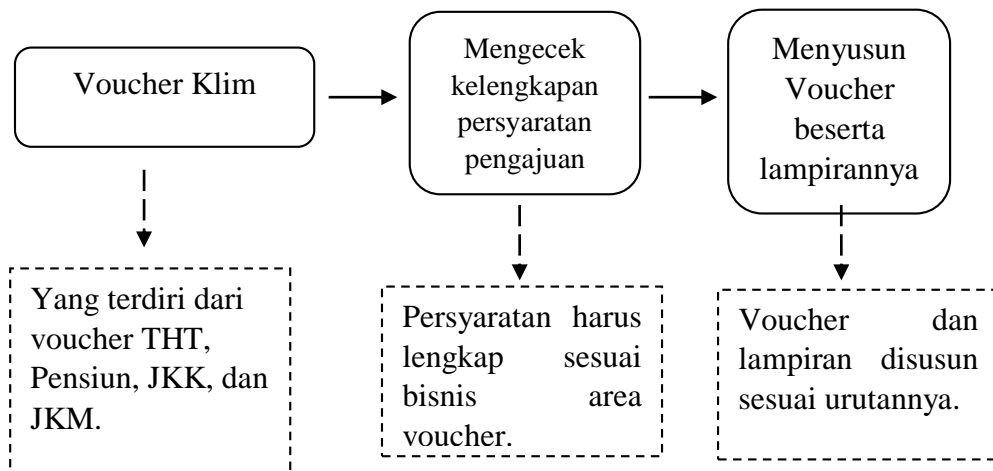 Voucher Klim
Mengecek
kelengkapan
persyaratan
pengajuan
Menyusun
Voucher
beserta
lampirannya
Yang terdiri dari
voucher THT,
Pensiun, JKK, dan
JKM.
Persyaratan harus
lengkap sesuai
bisnis area
voucher.
Voucher dan
lampiran disusun
sesuai urutannya.